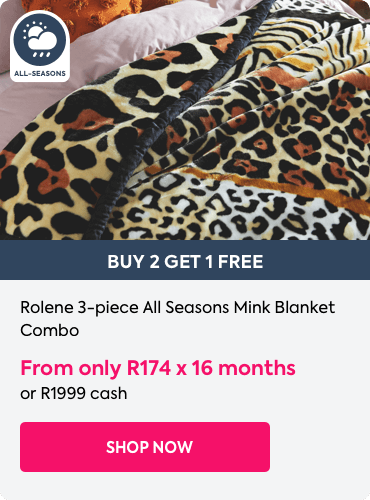 ALL-SEASONS
BUY 2 GET 1 FREE
Rolene 3-piece All Seasons Mink Blanket
Combo
From only R174 x 16 months
or R1999 cash
SHOP NOW